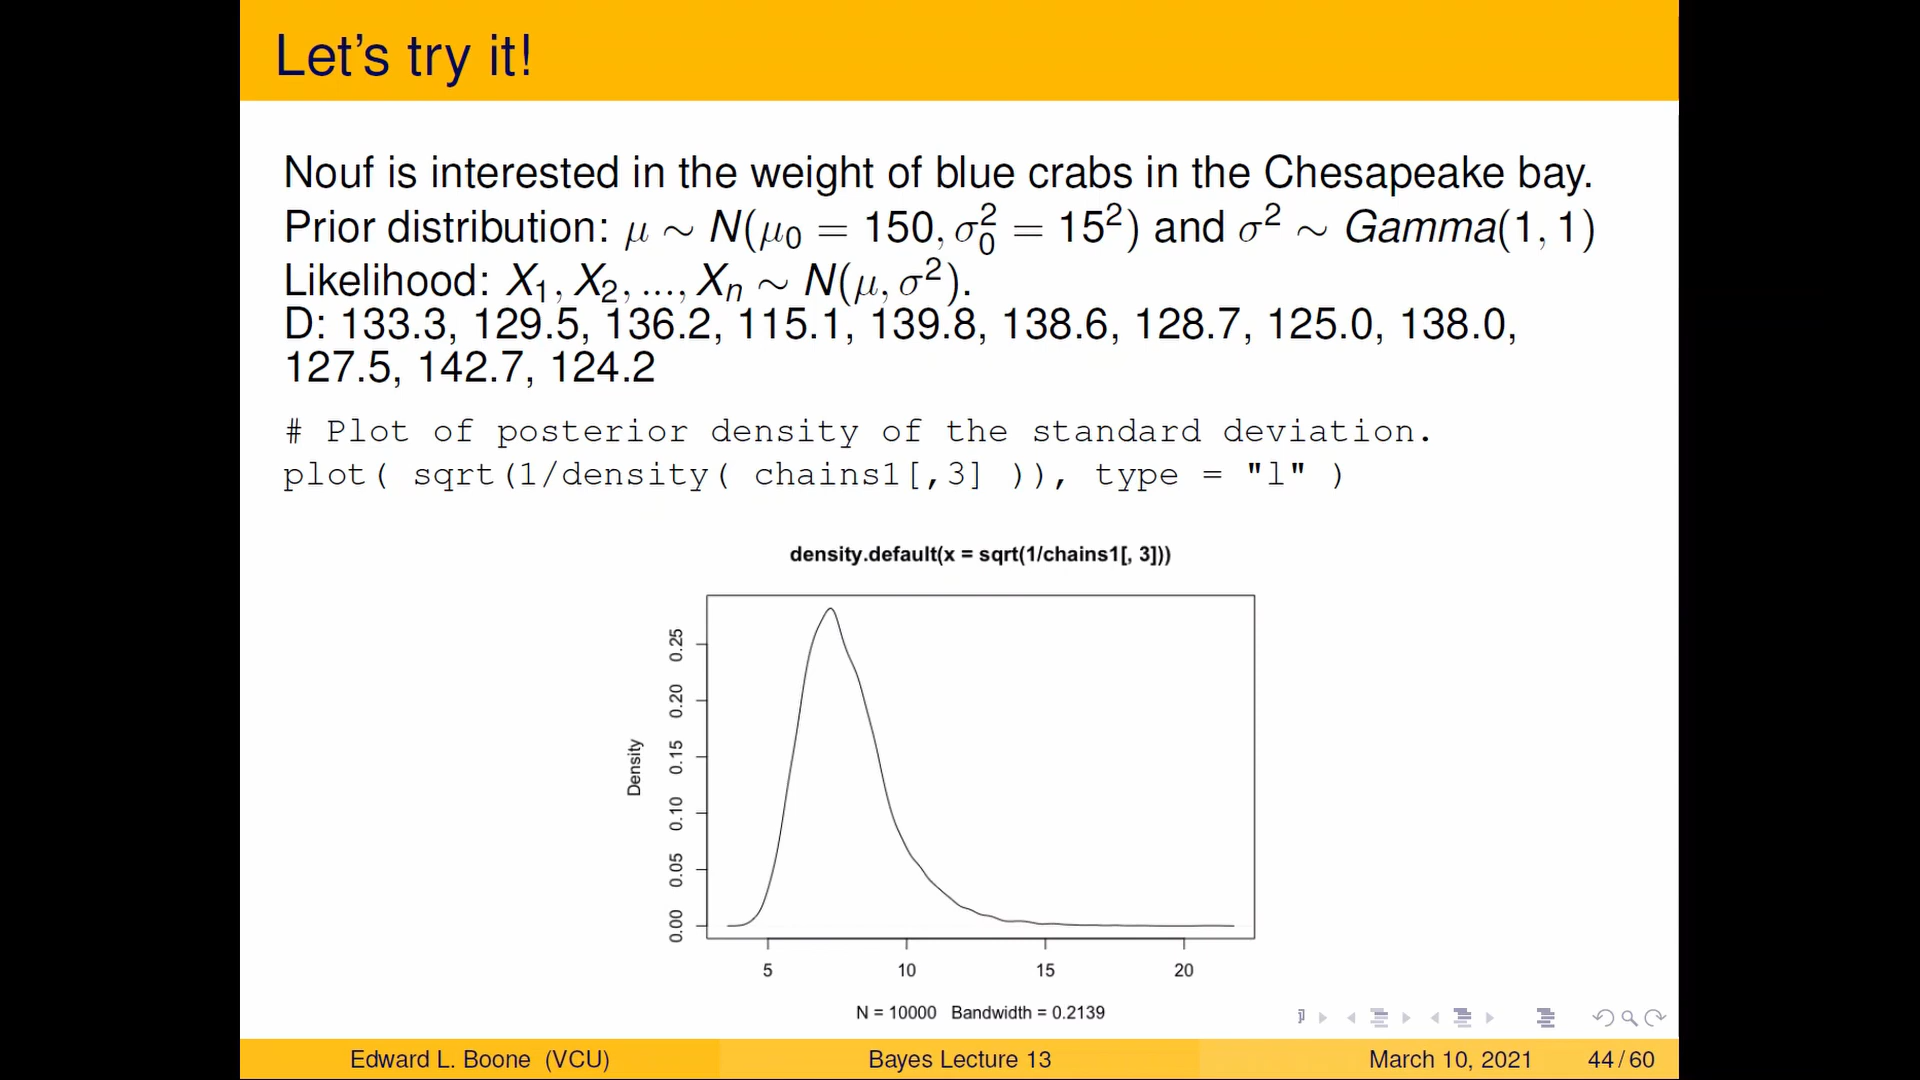 Let's try it!
Nouf is interested in the weight of blue crabs in the Chesapeake bay.
Prior distribution: μ ∼ N(μ₀ = 150, σ₀² = 15²) and σ² ∼ Gamma(1, 1)
Likelihood: X₁, X₂, ..., Xₙ ∼ N(μ, σ²).
D: 133.3, 129.5, 136.2, 115.1, 139.8, 138.6, 128.7, 125.0, 138.0,
127.5, 142.7, 124.2
# Plot of posterior density of the standard deviation.
plot( sqrt(1/density( chains1[,3] )), type = "l" )
density.default(x = sqrt(1/chains1[, 3]))
Density
0.25
0.20
0.15
0.10
0.05
0.00
5 10 15 20
N = 10000 Bandwidth = 0.2139
Edward L. Boone (VCU) Bayes Lecture 13 March 10, 2021 44 / 60